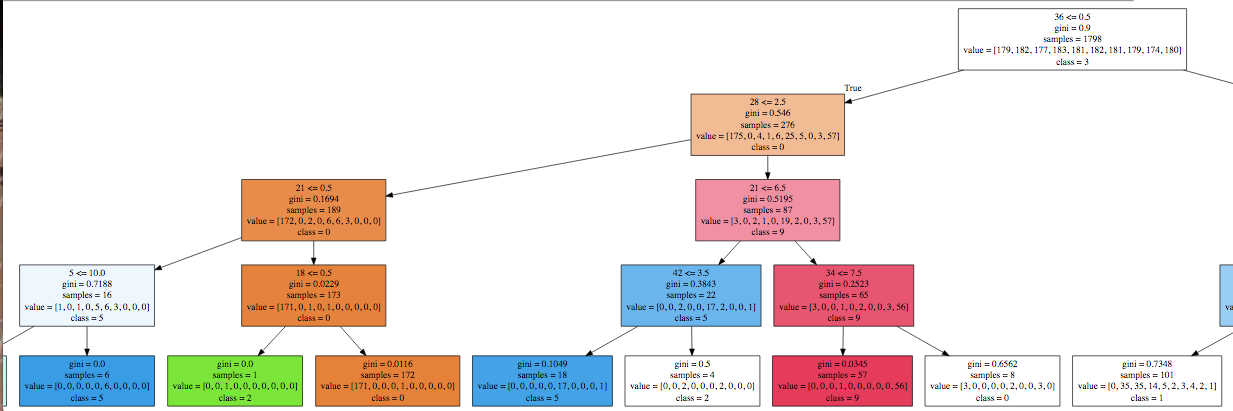 36 <= 0.5
gini = 0.9
samples = 1798
value = [179, 182, 177, 183, 181, 182, 181, 179, 174, 180]
class = 3
True
28 <= 2.5
gini = 0.546
samples = 276
value = [175, 0, 4, 1, 6, 25, 5, 0, 3, 57]
class = 0
21 <= 0.5
gini = 0.1694
samples = 189
value = [172, 0, 2, 0, 6, 6, 3, 0, 0, 0]
class = 0
21 <= 6.5
gini = 0.5195
samples = 87
value = [3, 0, 2, 1, 0, 19, 2, 0, 3, 57]
class = 9
5 <= 10.0
gini = 0.7188
samples = 16
value = [1, 0, 1, 0, 5, 6, 3, 0, 0, 0]
class = 5
18 <= 0.5
gini = 0.0229
samples = 173
value = [171, 0, 1, 0, 1, 0, 0, 0, 0, 0]
class = 0
42 <= 3.5
gini = 0.3843
samples = 22
value = [0, 0, 2, 0, 0, 17, 2, 0, 0, 1]
class = 5
34 <= 7.5
gini = 0.2523
samples = 65
value = [3, 0, 0, 1, 0, 2, 0, 0, 3, 56]
class = 9
va
gini = 0.0
samples = 6
value = [0, 0, 0, 0, 0, 6, 0, 0, 0, 0]
class = 5
gini = 0.0
samples = 1
value = [0, 0, 1, 0, 0, 0, 0, 0, 0, 0]
class = 2
gini = 0.0116
samples = 172
value = [171, 0, 0, 0, 1, 0, 0, 0, 0, 0]
class = 0
gini = 0.1049
samples = 18
value = [0, 0, 0, 0, 0, 17, 0, 0, 0, 1]
class = 5
gini = 0.5
samples = 4
value = [0, 0, 2, 0, 0, 0, 2, 0, 0, 0]
class = 2
gini = 0.0345
samples = 57
value = [0, 0, 0, 1, 0, 0, 0, 0, 0, 56]
class = 9
gini = 0.6562
samples = 8
value = [3, 0, 0, 0, 0, 2, 0, 0, 3, 0]
class = 0
gini = 0.7348
samples = 101
value = [0, 35, 35, 14, 5, 2, 3, 4, 2, 1]
class = 1